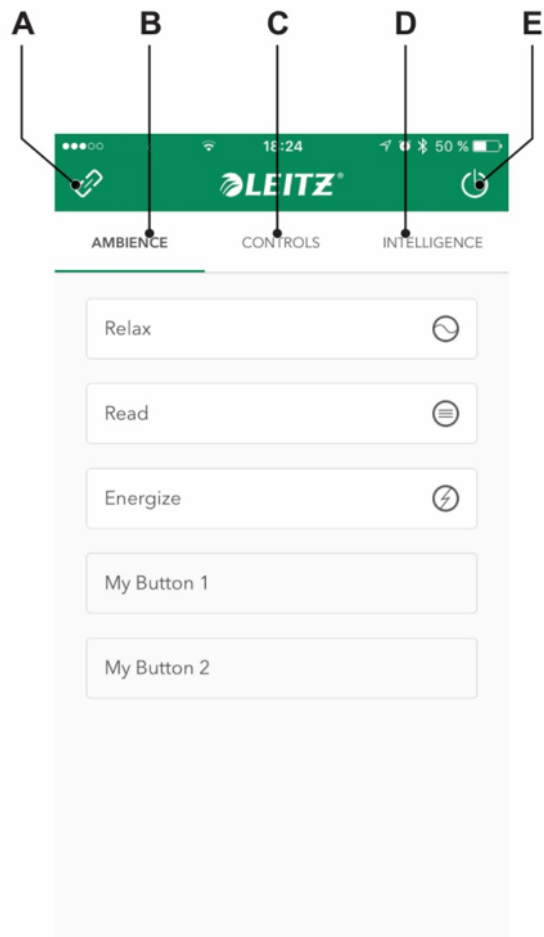 A B C D E
18:24 50 %
LEITZ®
AMBIENCE CONTROLS INTELLIGENCE
Relax
Read
Energize
My Button 1
My Button 2